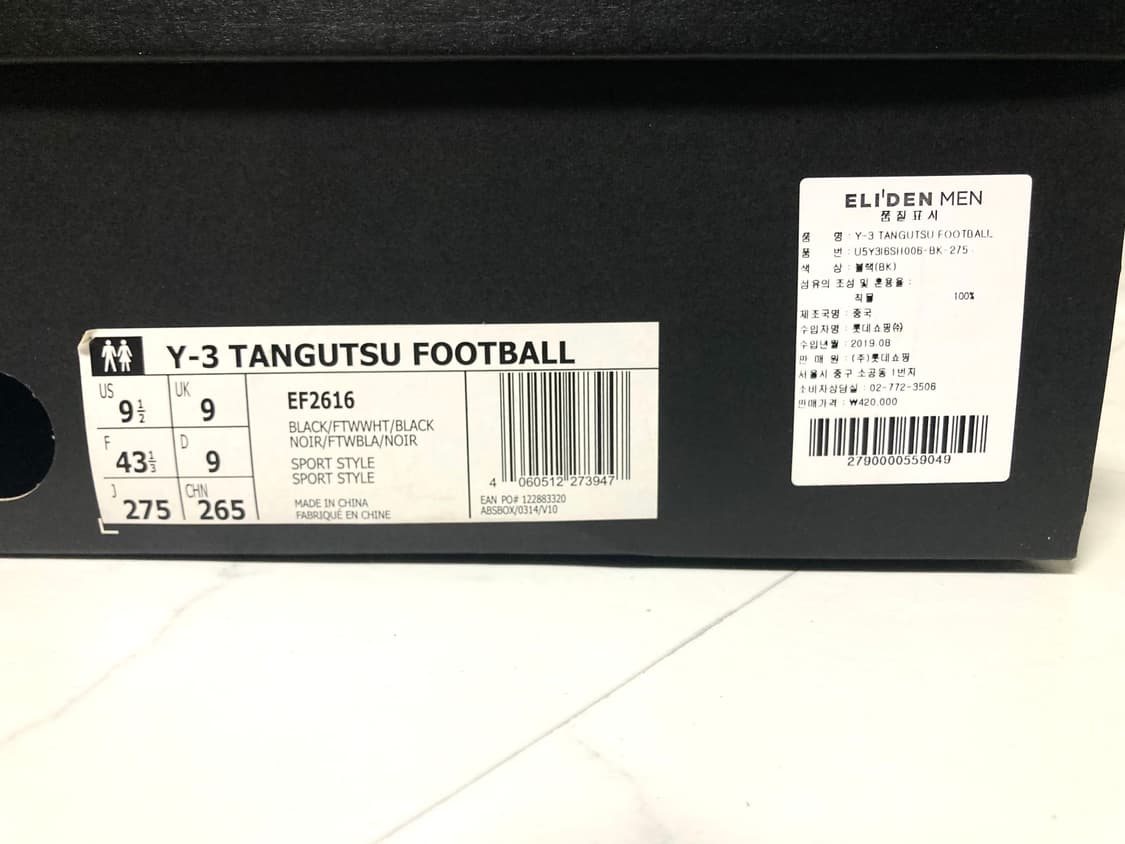 Y-3 TANGUTSU FOOTBALL
US 9½ UK 9
F 43⅓ D 9
J 275 CHN 265
EF2616
BLACK/FTWWHT/BLACK
NOIR/FTWBLA/NOIR
SPORT STYLE
SPORT STYLE
MADE IN CHINA
FABRIQUÉ EN CHINE
4 060512 273947
EAN PO# 122883320
ABSBOX/0314/V10
ELI'DEN MEN
품질표시
품 명 : Y-3 TANGUTSU FOOTBALL
품 번 : U5Y3I6SH006-BK-275
색 상 : 블랙(BK)
섬유의 조성 및 혼용율 :
직물 100%
제조국명 : 중국
수입자명 : 롯데쇼핑㈜
수입년월 : 2019.08
판 매 원 : (주)롯데쇼핑
서울시 중구 소공동 1번지
소비자상담실 : 02-772-3506
판매가격 : ₩420,000
2790000559049